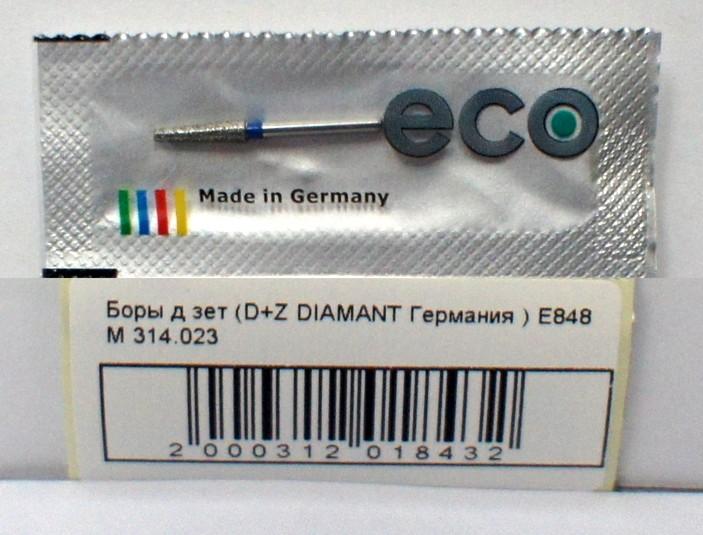 eco
Made in Germany
Боры д зет (D+Z DIAMANT Германия ) E848
M 314.023
2 000312 018432